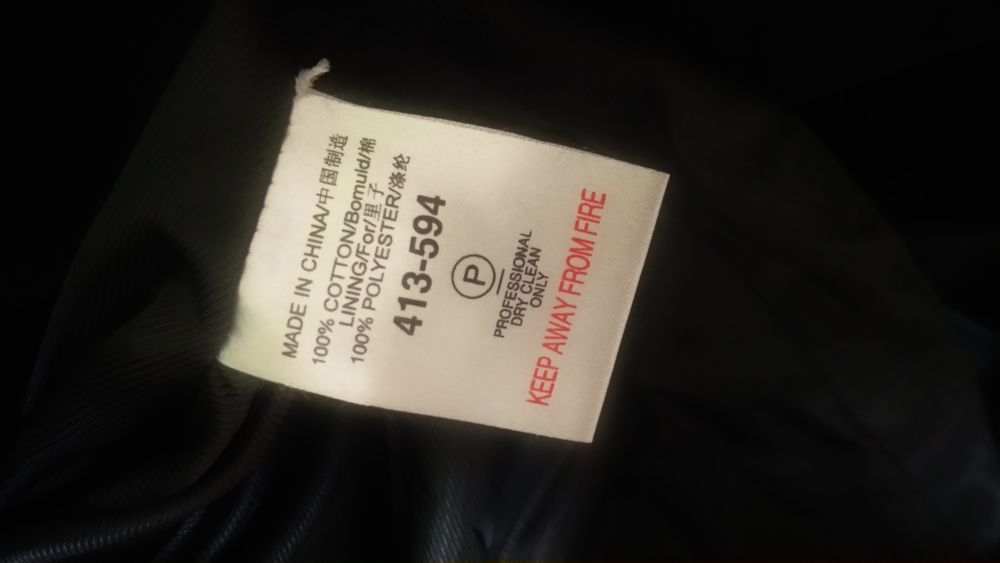 MADE IN CHINA/中国制造
100% COTTON/Bomuld/棉
LINING/For/里子
100% POLYESTER/涤纶
413-594
P
PROFESSIONAL
DRY CLEAN
ONLY
KEEP AWAY FROM FIRE